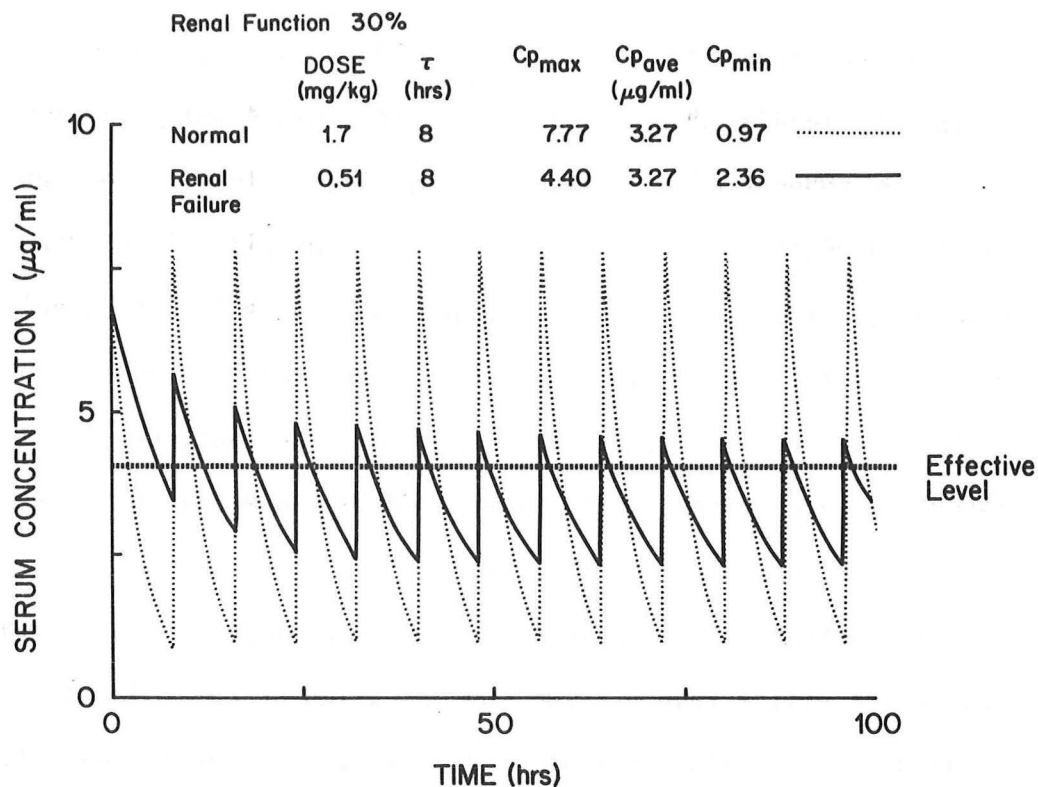 Renal Function 30%
DOSE τ Cpmax Cpave Cpmin
(mg/kg) (hrs) (μg/ml)
Normal 1.7 8 7.77 3.27 0.97
Renal 0.51 8 4.40 3.27 2.36
Failure
10
5
0
SERUM CONCENTRATION (μg/ml)
Effective
Level
0 50 100
TIME (hrs)